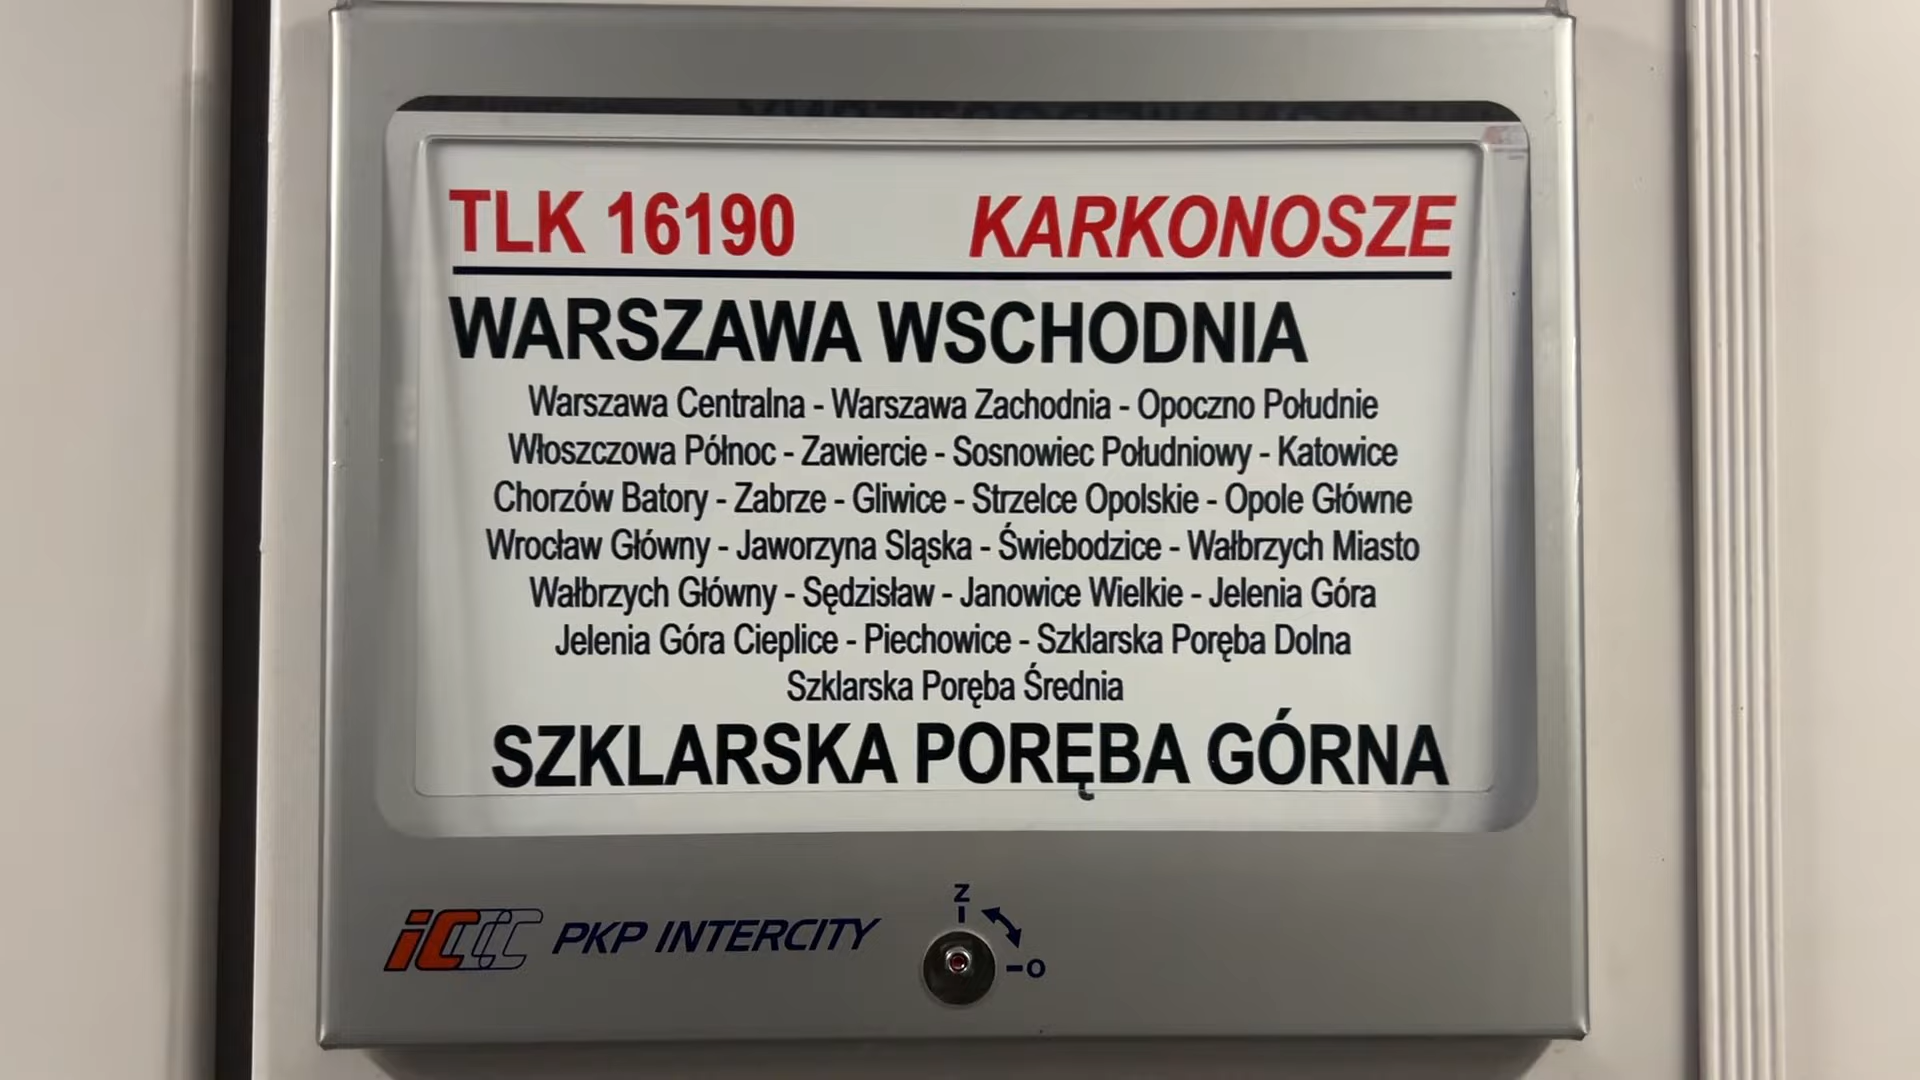 TLK 16190 KARKONOSZE
WARSZAWA WSCHODNIA
Warszawa Centralna - Warszawa Zachodnia - Opoczno Południe
Włoszczowa Północ - Zawiercie - Sosnowiec Południowy - Katowice
Chorzów Batory - Zabrze - Gliwice - Strzelce Opolskie - Opole Główne
Wrocław Główny - Jaworzyna Sląska - Świebodzice - Wałbrzych Miasto
Wałbrzych Główny - Sędzisław - Janowice Wielkie - Jelenia Góra
Jelenia Góra Cieplice - Piechowice - Szklarska Poręba Dolna
Szklarska Poręba Średnia
SZKLARSKA PORĘBA GÓRNA
iC PKP INTERCITY
Z
O